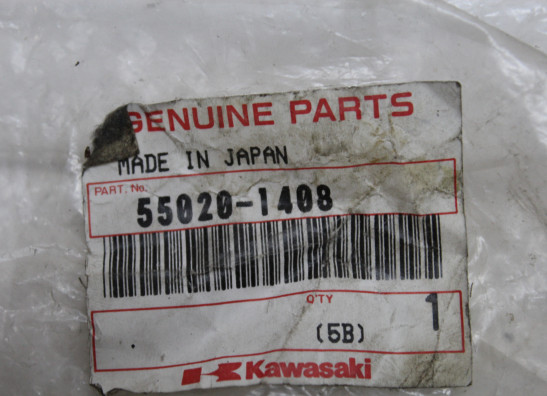 GENUINE PARTS
MADE IN JAPAN
PART. No.
55020-1408
Q'TY
1
(5B)
Kawasaki